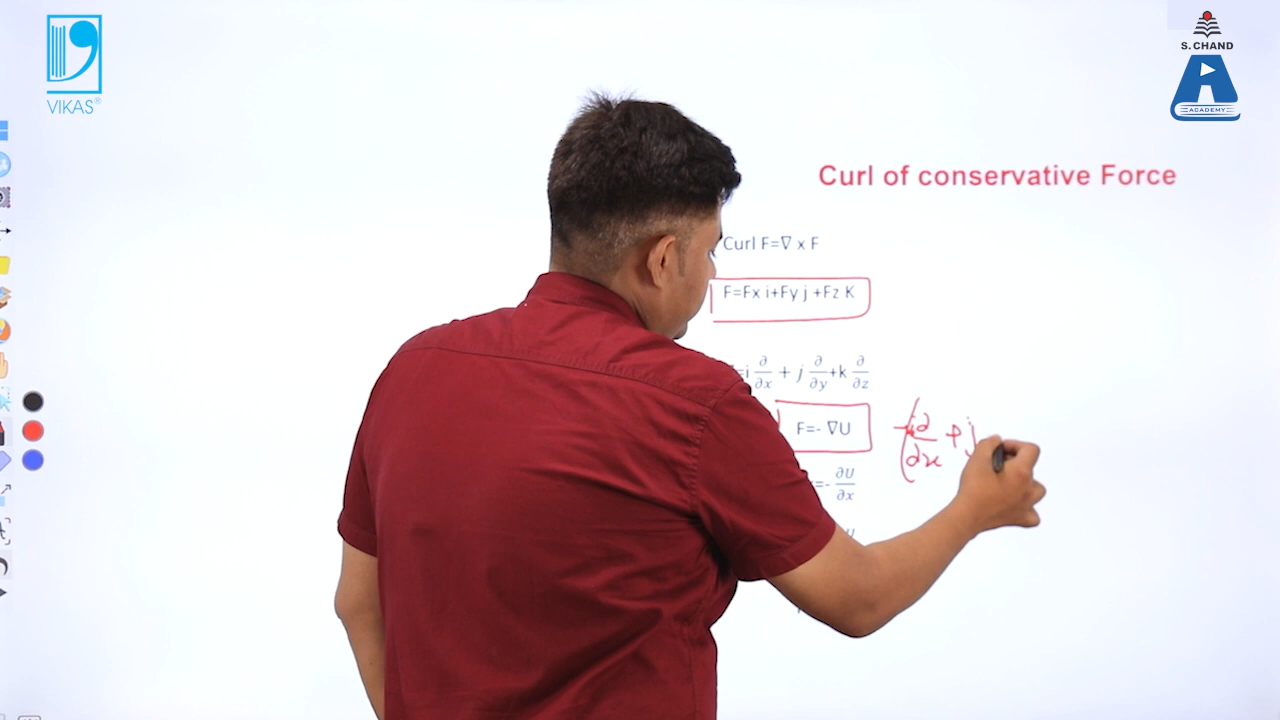 VIKAS®
S. CHAND
ACADEMY
Curl of conservative Force
Curl F=∇ x F
F=Fx i+Fy j +Fz K
=i ∂/∂x + j ∂/∂y +k ∂/∂z
F=- ∇U
=- ∂U/∂x
-(i∂/∂x + j